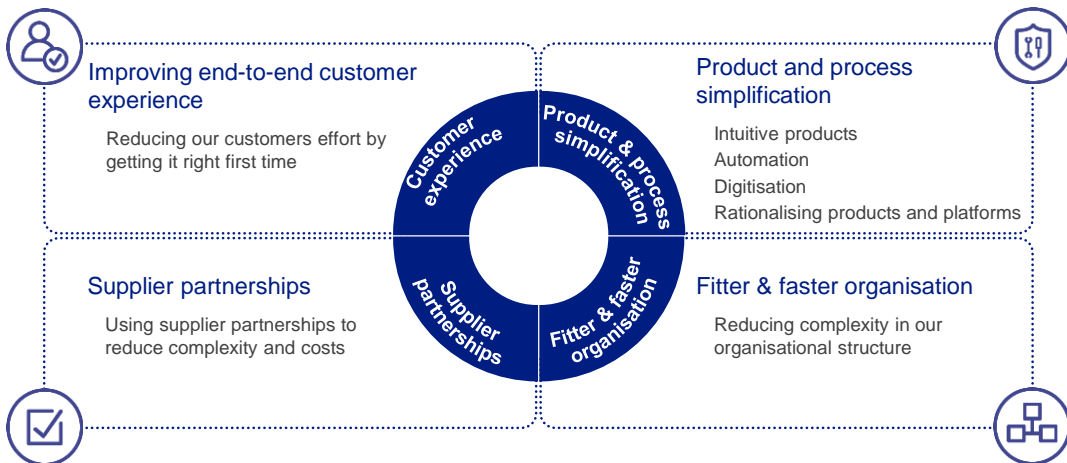 Improving end-to-end customer
experience
Reducing our customers effort by
getting it right first time
Product and process
simplification
Intuitive products
Automation
Digitisation
Rationalising products and platforms
Customer
experience
Product & process
simplification
Supplier
partnerships
Fitter & faster
organisation
Supplier partnerships
Using supplier partnerships to
reduce complexity and costs
Fitter & faster organisation
Reducing complexity in our
organisational structure